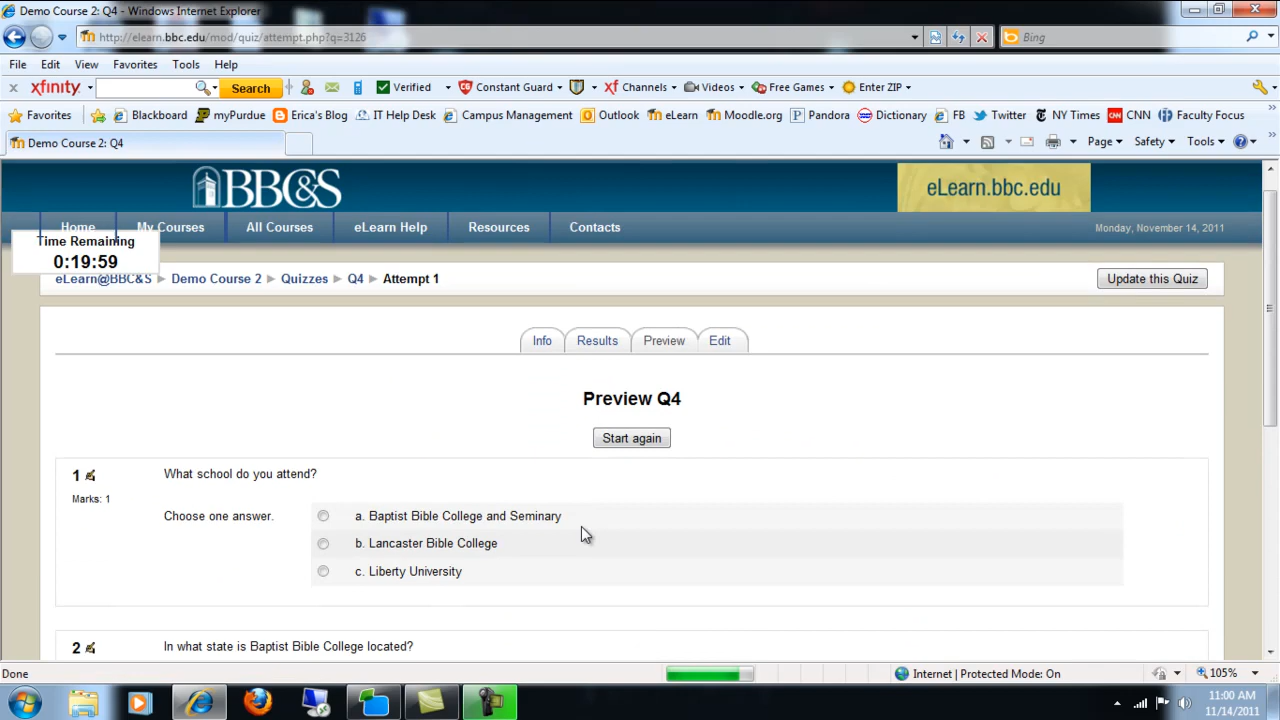 Demo Course 2: Q4 - Windows Internet Explorer
http://elearn.bbc.edu/mod/quiz/attempt.php?q=3126
Bing
File Edit View Favorites Tools Help
x xfinity Search Verified Constant Guard Channels Videos Free Games Enter ZIP
Favorites Blackboard myPurdue Erica's Blog IT Help Desk Campus Management Outlook eLearn Moodle.org Pandora Dictionary FB Twitter NY Times CNN Faculty Focus
Demo Course 2: Q4 Page Safety Tools
BBC&S eLearn.bbc.edu
Home My Courses All Courses eLearn Help Resources Contacts Monday, November 14, 2011
Time Remaining
0:19:59
eLearn@BBC&S Demo Course 2 Quizzes Q4 Attempt 1 Update this Quiz
Info Results Preview Edit
Preview Q4
Start again
1 What school do you attend?
Marks: 1
Choose one answer. a. Baptist Bible College and Seminary
b. Lancaster Bible College
c. Liberty University
2 In what state is Baptist Bible College located?
Done Internet | Protected Mode: On 105%
11:00 AM
11/14/2011